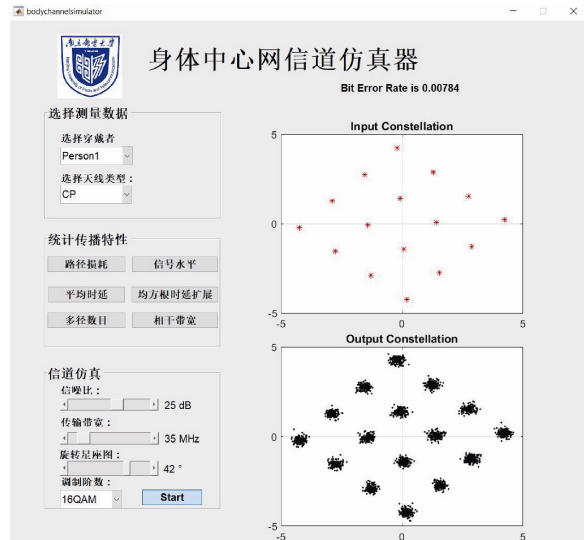 bodychannelsimulator
身体中心网信道仿真器
Bit Error Rate is 0.00784
选择测量数据
选择穿戴者
Person1
选择天线类型：
CP
统计传播特性
路径损耗 信号水平
平均时延 均方根时延扩展
多径数目 相干带宽
信道仿真
信噪比：
25 dB
传输带宽：
35 MHz
旋转星座图：
42 °
调制阶数：
16QAM
Start
Input Constellation
5
0
-5
-5 0 5
Output Constellation
5
0
-5
-5 0 5